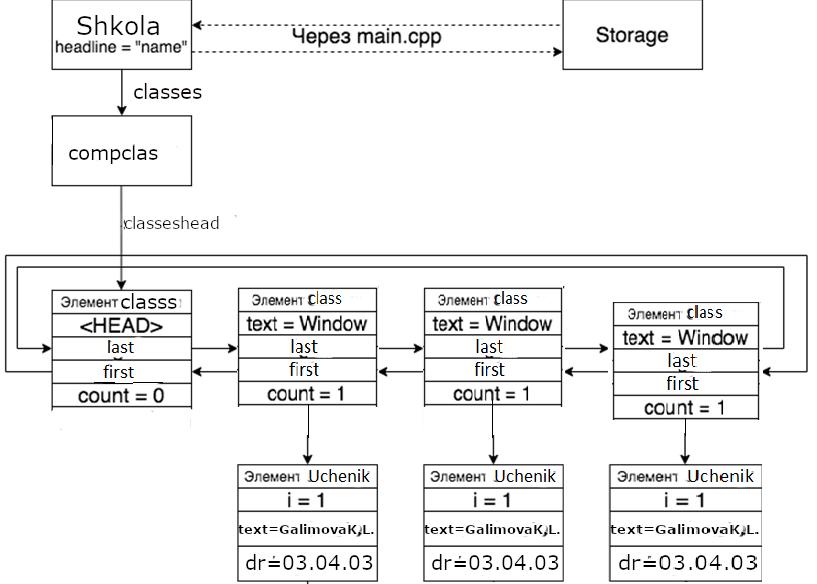 Shkola
headline = "name"
Через main.cpp
Storage
classes
compclas
classeshead
Элемент classs
<HEAD>
last
first
count = 0
Элемент class
text = Window
last
first
count = 1
Элемент class
text = Window
last
first
count = 1
Элемент class
text = Window
last
first
count = 1
Элемент Uchenik
i = 1
text=GalimovaK,L.
dr=03.04.03
Элемент Uchenik
i = 1
text=GalimovaK,L.
dr=03.04.03
Элемент Uchenik
i = 1
text=GalimovaK,L.
dr=03.04.03